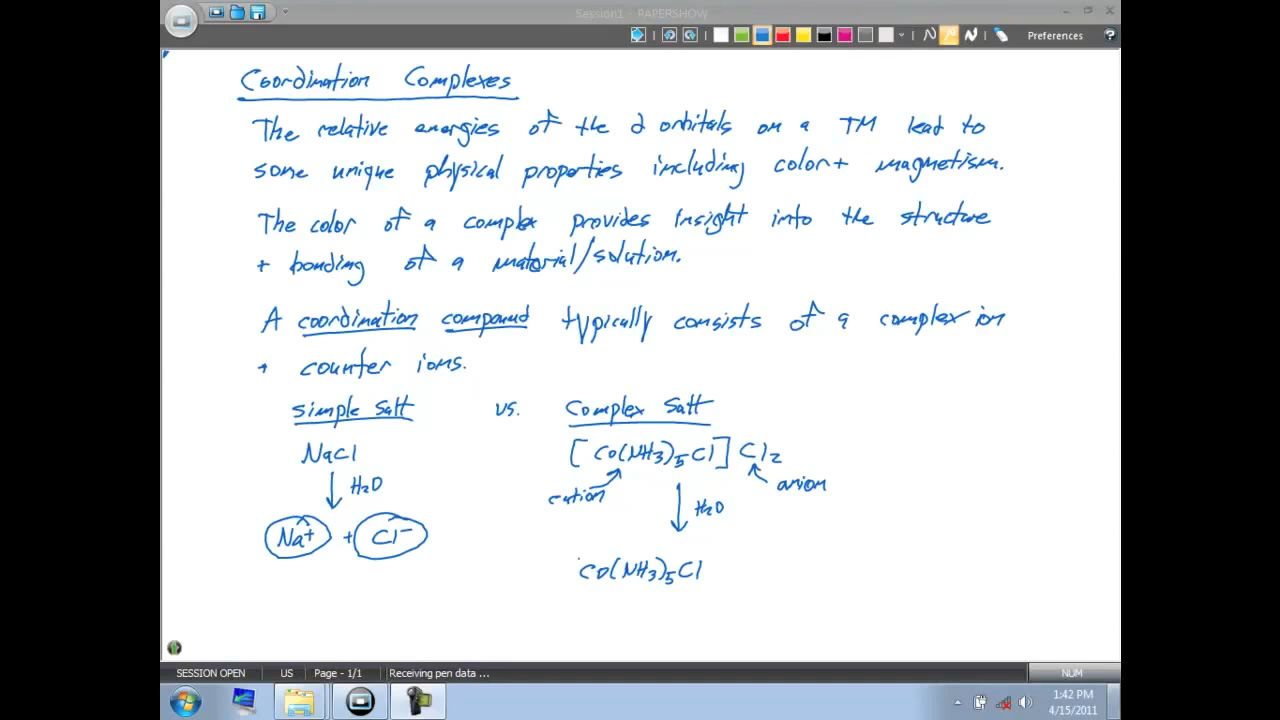 Session1 - PAPERSHOW
Preferences
Coordination Complexes
The relative energies of the d orbitals on a TM lead to
some unique physical properties including color + magnetism.
The color of a complex provides insight into the structure
+ bonding of a material/solution.
A coordination compound typically consists of a complex ion
+ counter ions.
simple salt vs. Complex Salt
NaCl [Co(NH3)5Cl]Cl2
cation anion
H2O H2O
Na+ + Cl-
Co(NH3)5Cl
SESSION OPEN US Page - 1/1 Receiving pen data ... NUM
1:42 PM
4/15/2011